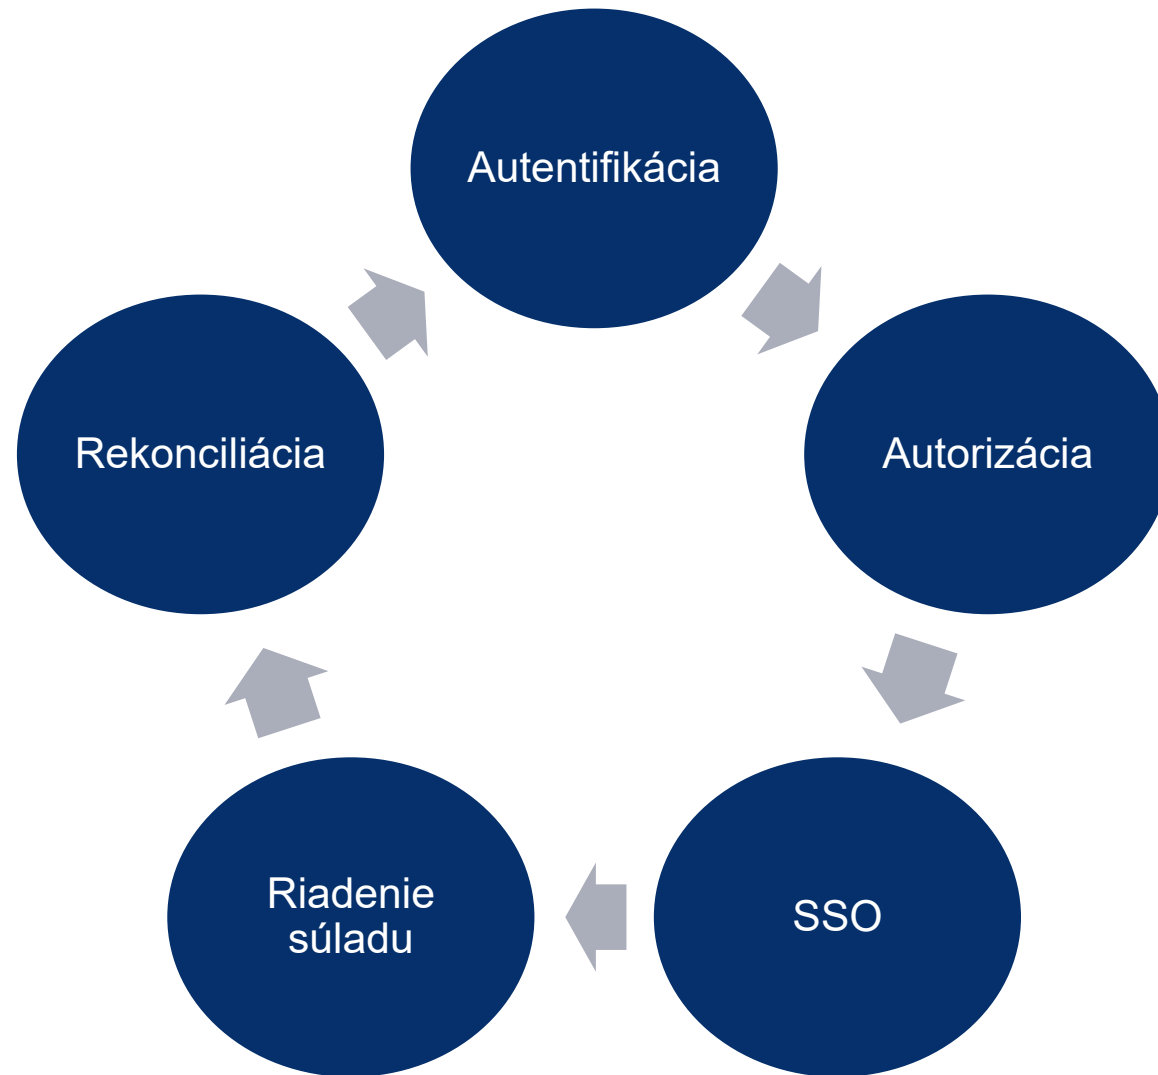 Autentifikácia
Rekonciliácia
Autorizácia
Riadenie
súladu
SSO